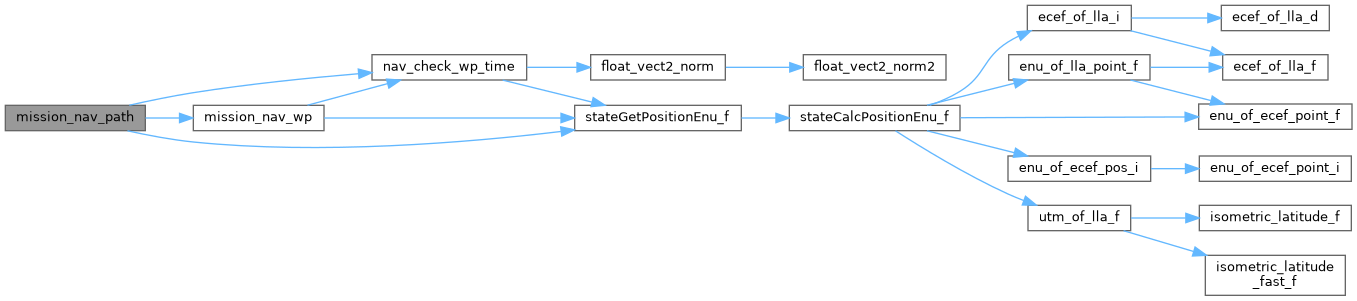 mission_nav_path
mission_nav_wp
nav_check_wp_time
float_vect2_norm
float_vect2_norm2
stateGetPositionEnu_f
stateCalcPositionEnu_f
ecef_of_lla_i
ecef_of_lla_d
ecef_of_lla_f
enu_of_lla_point_f
enu_of_ecef_point_f
enu_of_ecef_pos_i
enu_of_ecef_point_i
utm_of_lla_f
isometric_latitude_f
isometric_latitude
_fast_f